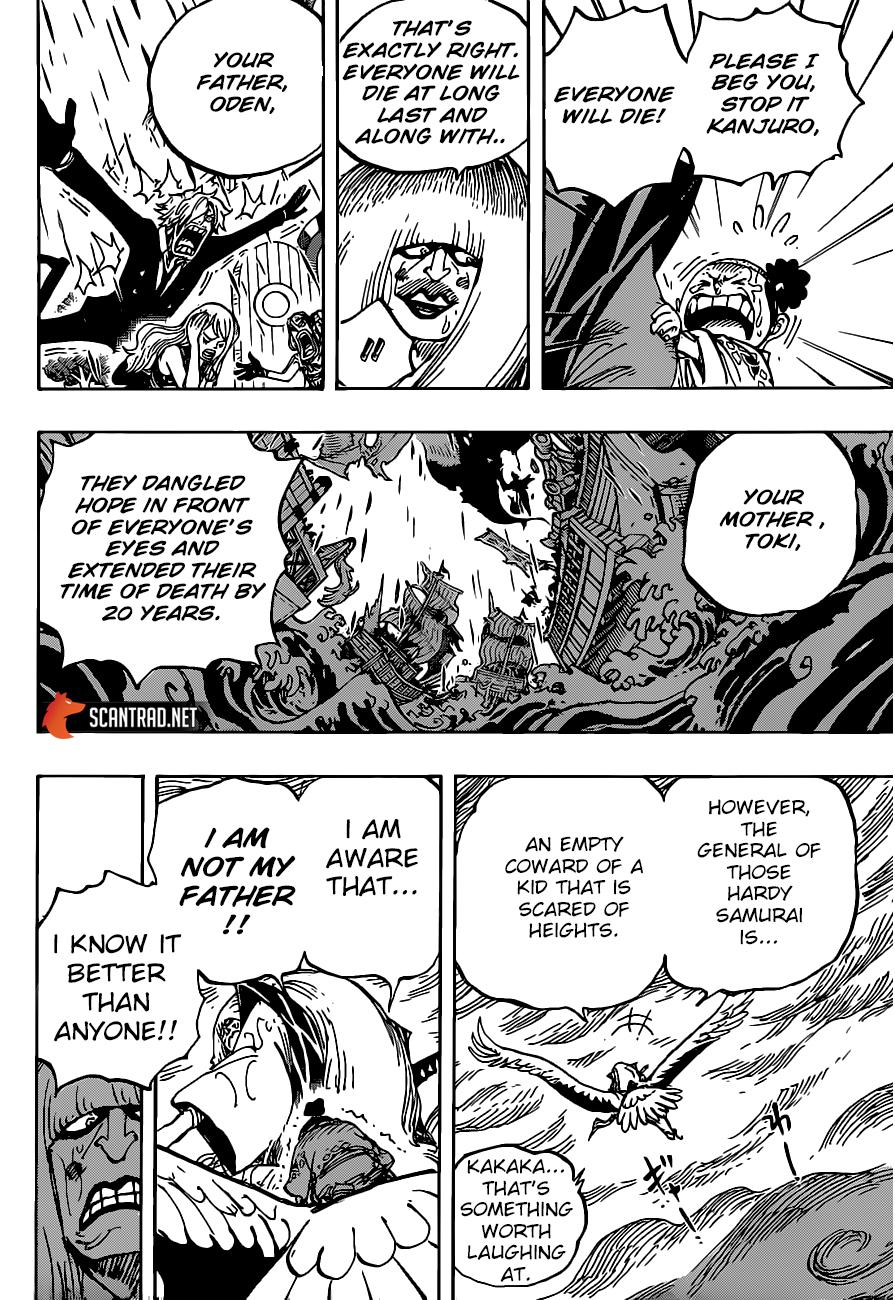 PLEASE I
BEG YOU,
STOP IT
KANJURO,
EVERYONE
WILL DIE!
THAT'S
EXACTLY RIGHT.
EVERYONE WILL
DIE AT LONG
LAST AND
ALONG WITH..
YOUR
FATHER,
ODEN,
YOUR
MOTHER,
TOKI,
THEY DANGLED
HOPE IN FRONT
OF EVERYONE'S
EYES AND
EXTENDED THEIR
TIME OF DEATH BY
20 YEARS.
SCANTRAD.NET
HOWEVER,
THE
GENERAL OF
THOSE
HARDY
SAMURAI
IS...
AN EMPTY
COWARD OF A
KID THAT IS
SCARED OF
HEIGHTS.
KAKAKA...
THAT'S
SOMETHING
WORTH
LAUGHING
AT.
I AM
AWARE
THAT...
I AM
NOT MY
FATHER
!!
I KNOW IT
BETTER
THAN
ANYONE!!